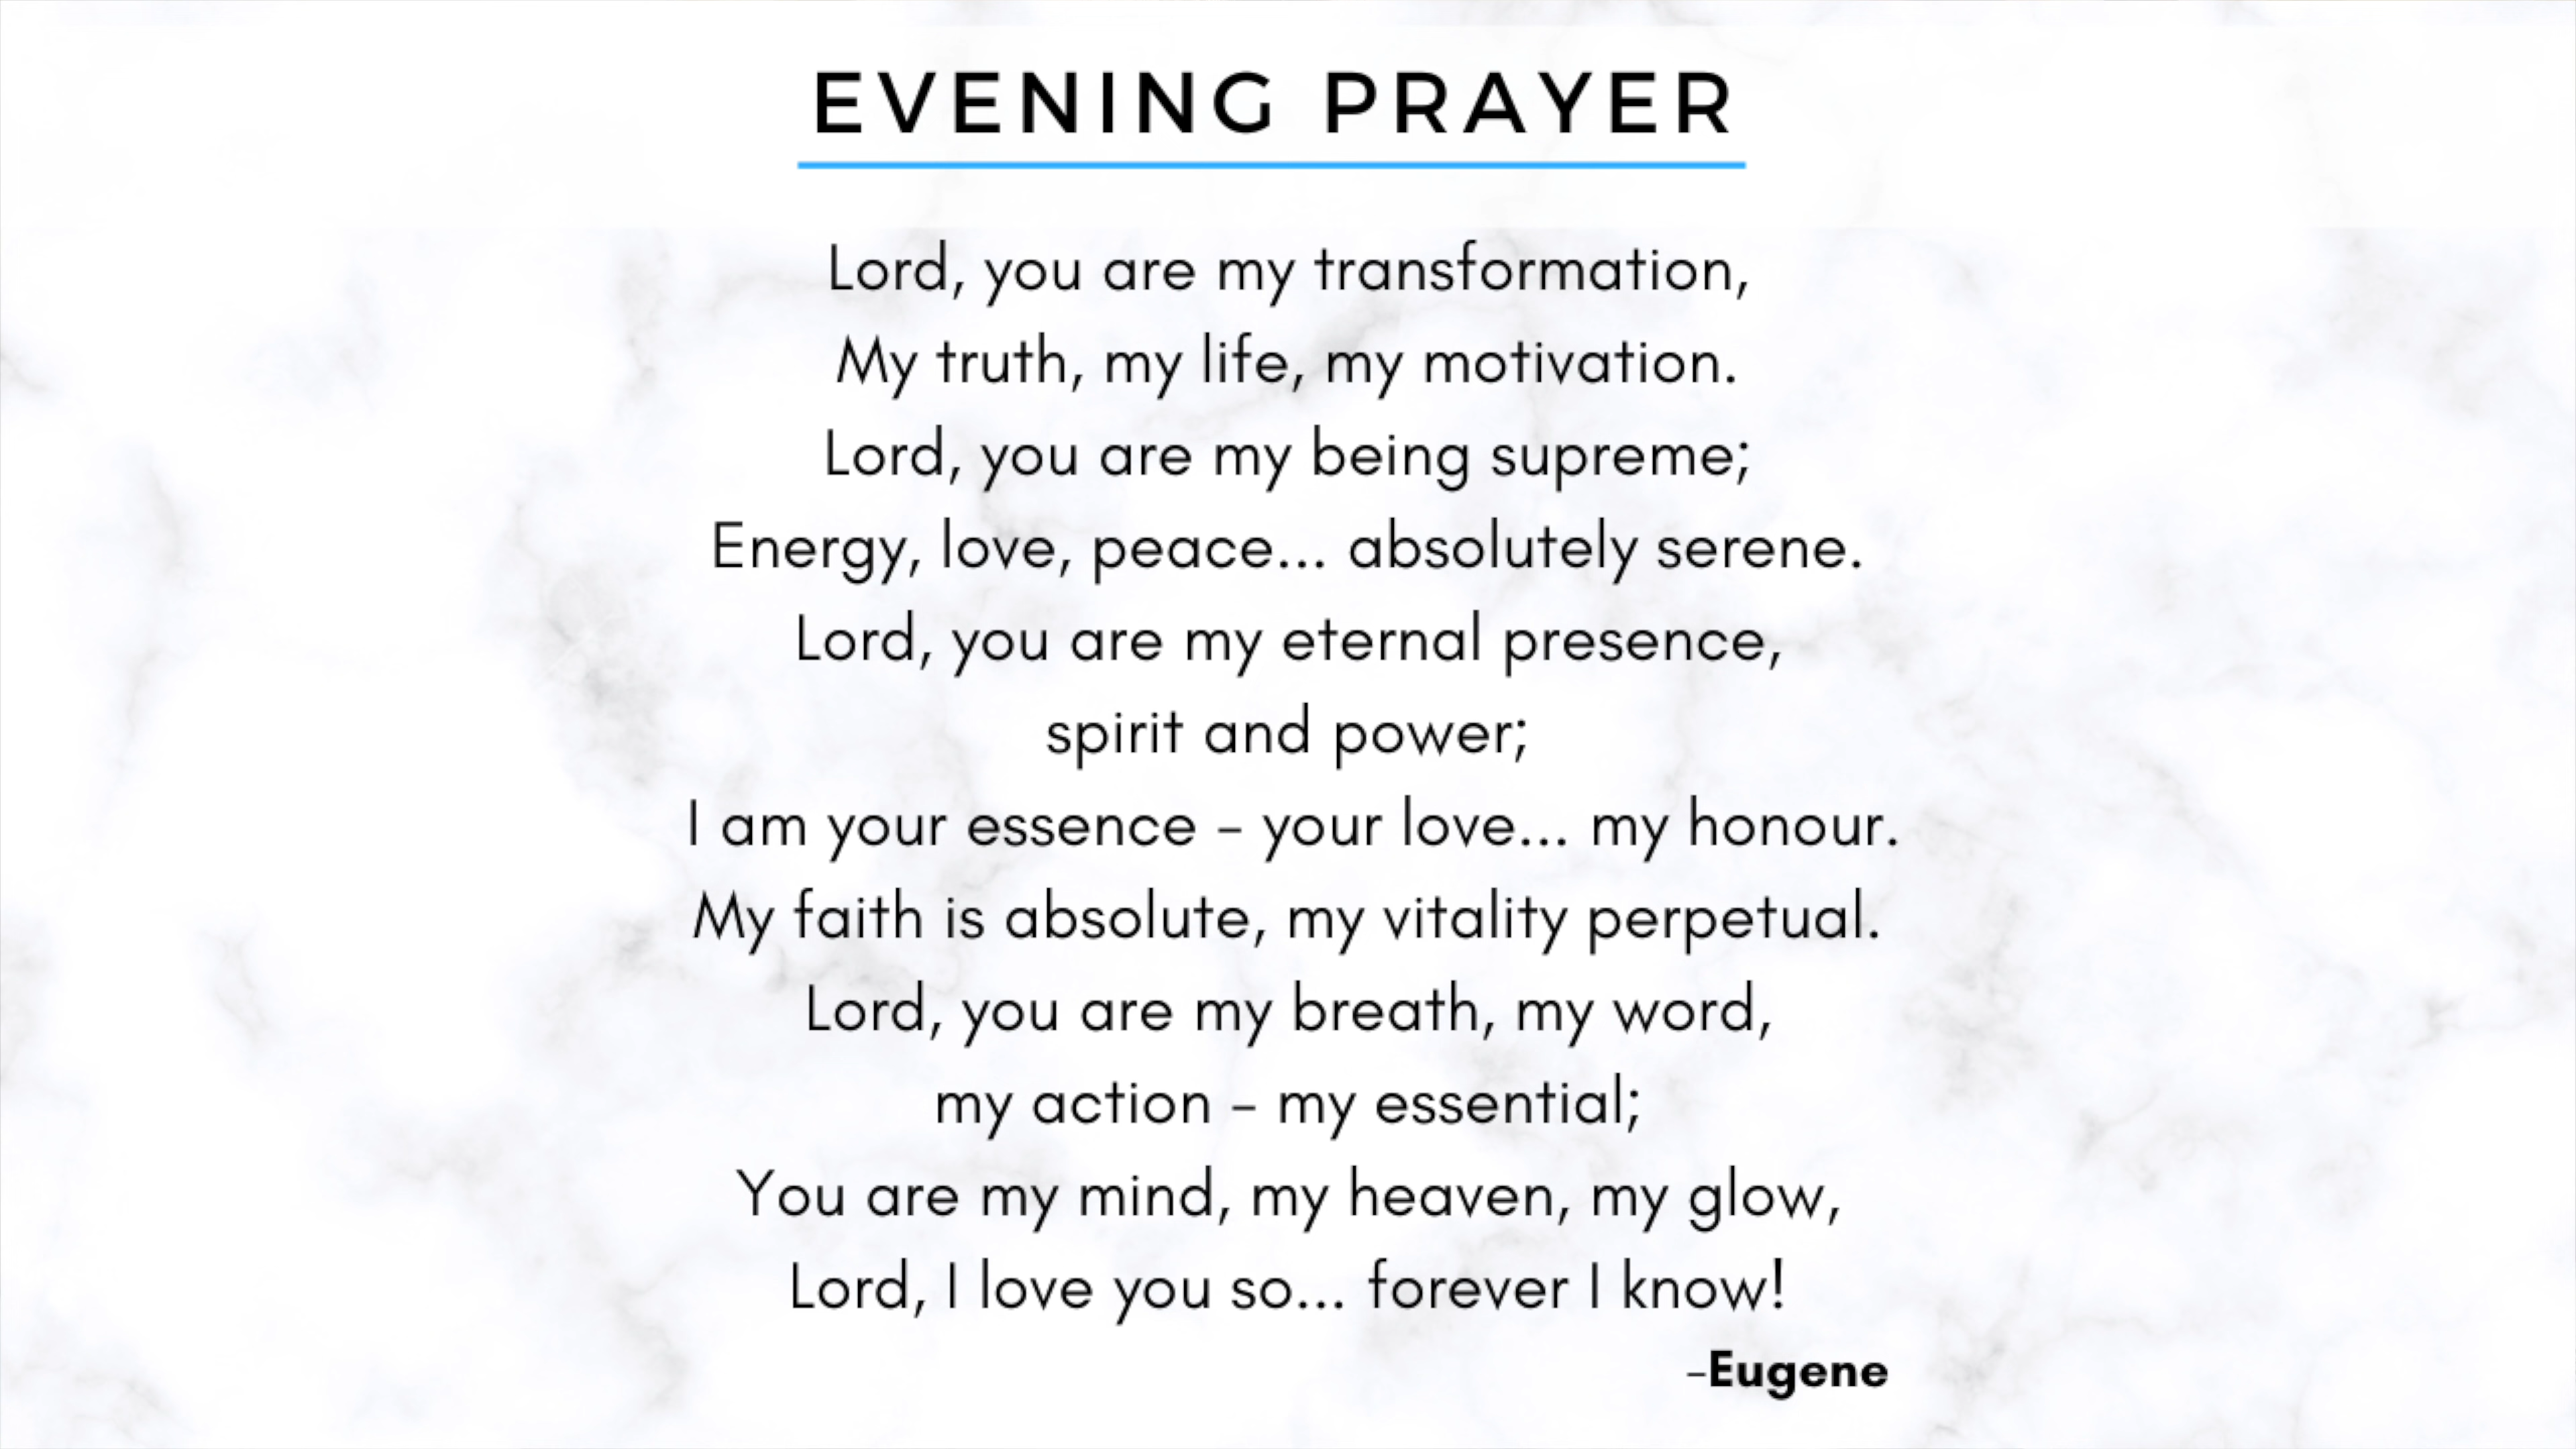 EVENING PRAYER
Lord, you are my transformation,
My truth, my life, my motivation.
Lord, you are my being supreme;
Energy, love, peace... absolutely serene.
Lord, you are my eternal presence,
spirit and power;
I am your essence - your love... my honour.
My faith is absolute, my vitality perpetual.
Lord, you are my breath, my word,
my action - my essential;
You are my mind, my heaven, my glow,
Lord, I love you so... forever I know!
-Eugene